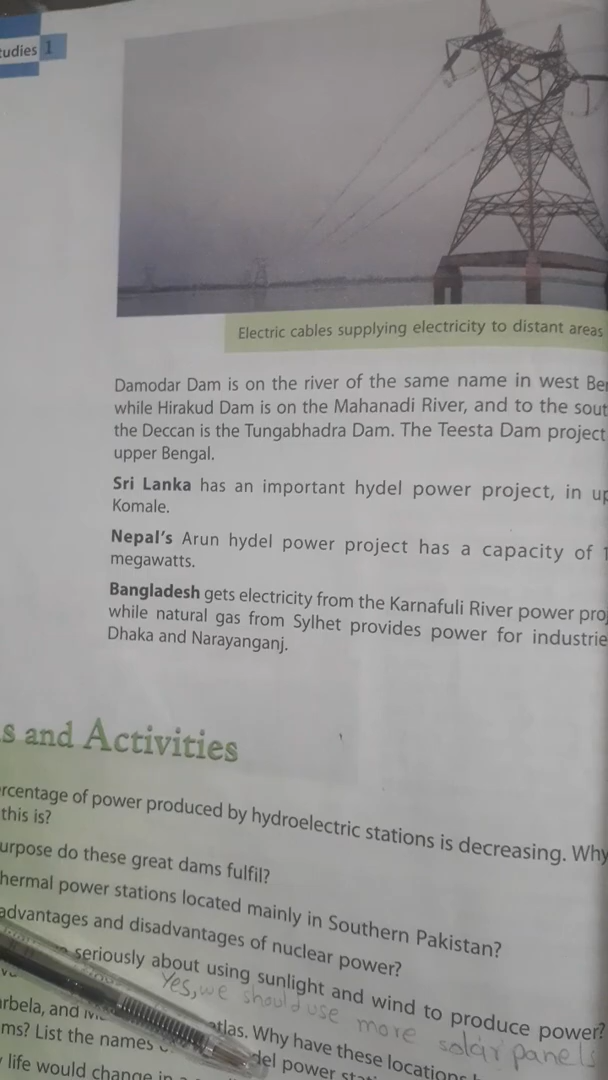 tudies 1
Electric cables supplying electricity to distant areas
Damodar Dam is on the river of the same name in west Be
while Hirakud Dam is on the Mahanadi River, and to the sout
the Deccan is the Tungabhadra Dam. The Teesta Dam project
upper Bengal.
Sri Lanka has an important hydel power project, in up
Komale.
Nepal's Arun hydel power project has a capacity of 1
megawatts.
Bangladesh gets electricity from the Karnafuli River power proj
while natural gas from Sylhet provides power for industrie
Dhaka and Narayanganj.
s and Activities
rcentage of power produced by hydroelectric stations is decreasing. Why
this is?
urpose do these great dams fulfil?
hermal power stations located mainly in Southern Pakistan?
advantages and disadvantages of nuclear power?
seriously about using sunlight and wind to produce power?
Yes, we should use more solar panels
rbela, and
atlas. Why have these locations
ms? List the names
del power stat
life would change in